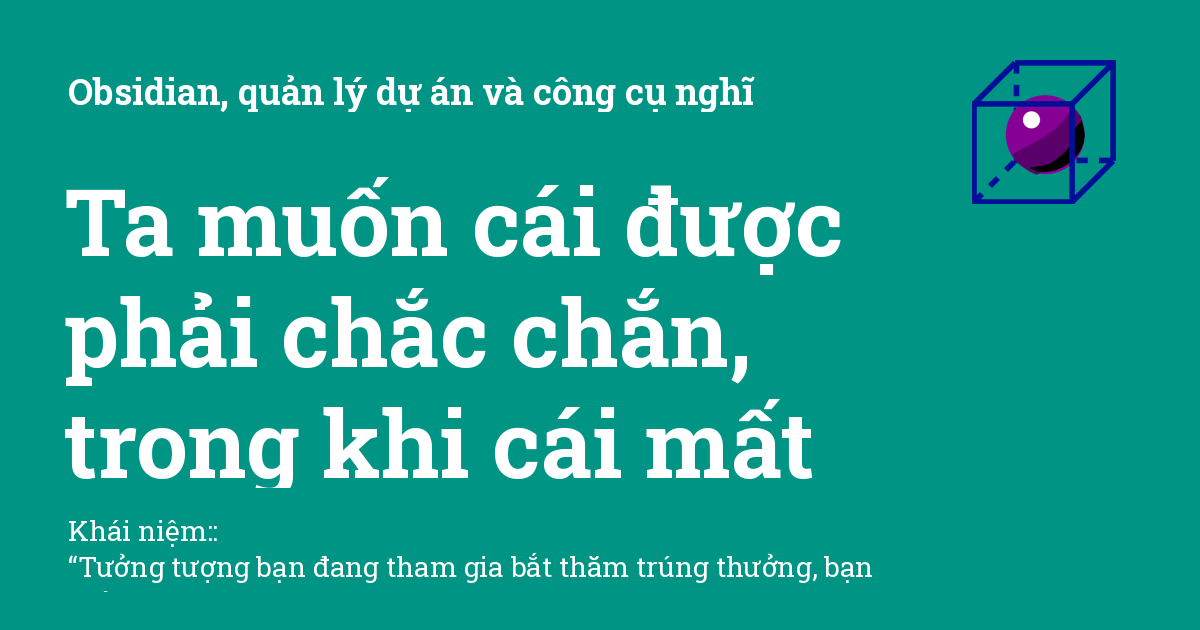 Obsidian, quản lý dự án và công cụ nghĩ
Ta muốn cái được
phải chắc chắn,
trong khi cái mất
Khái niệm::
“Tưởng tượng bạn đang tham gia bắt thăm trúng thưởng, bạn